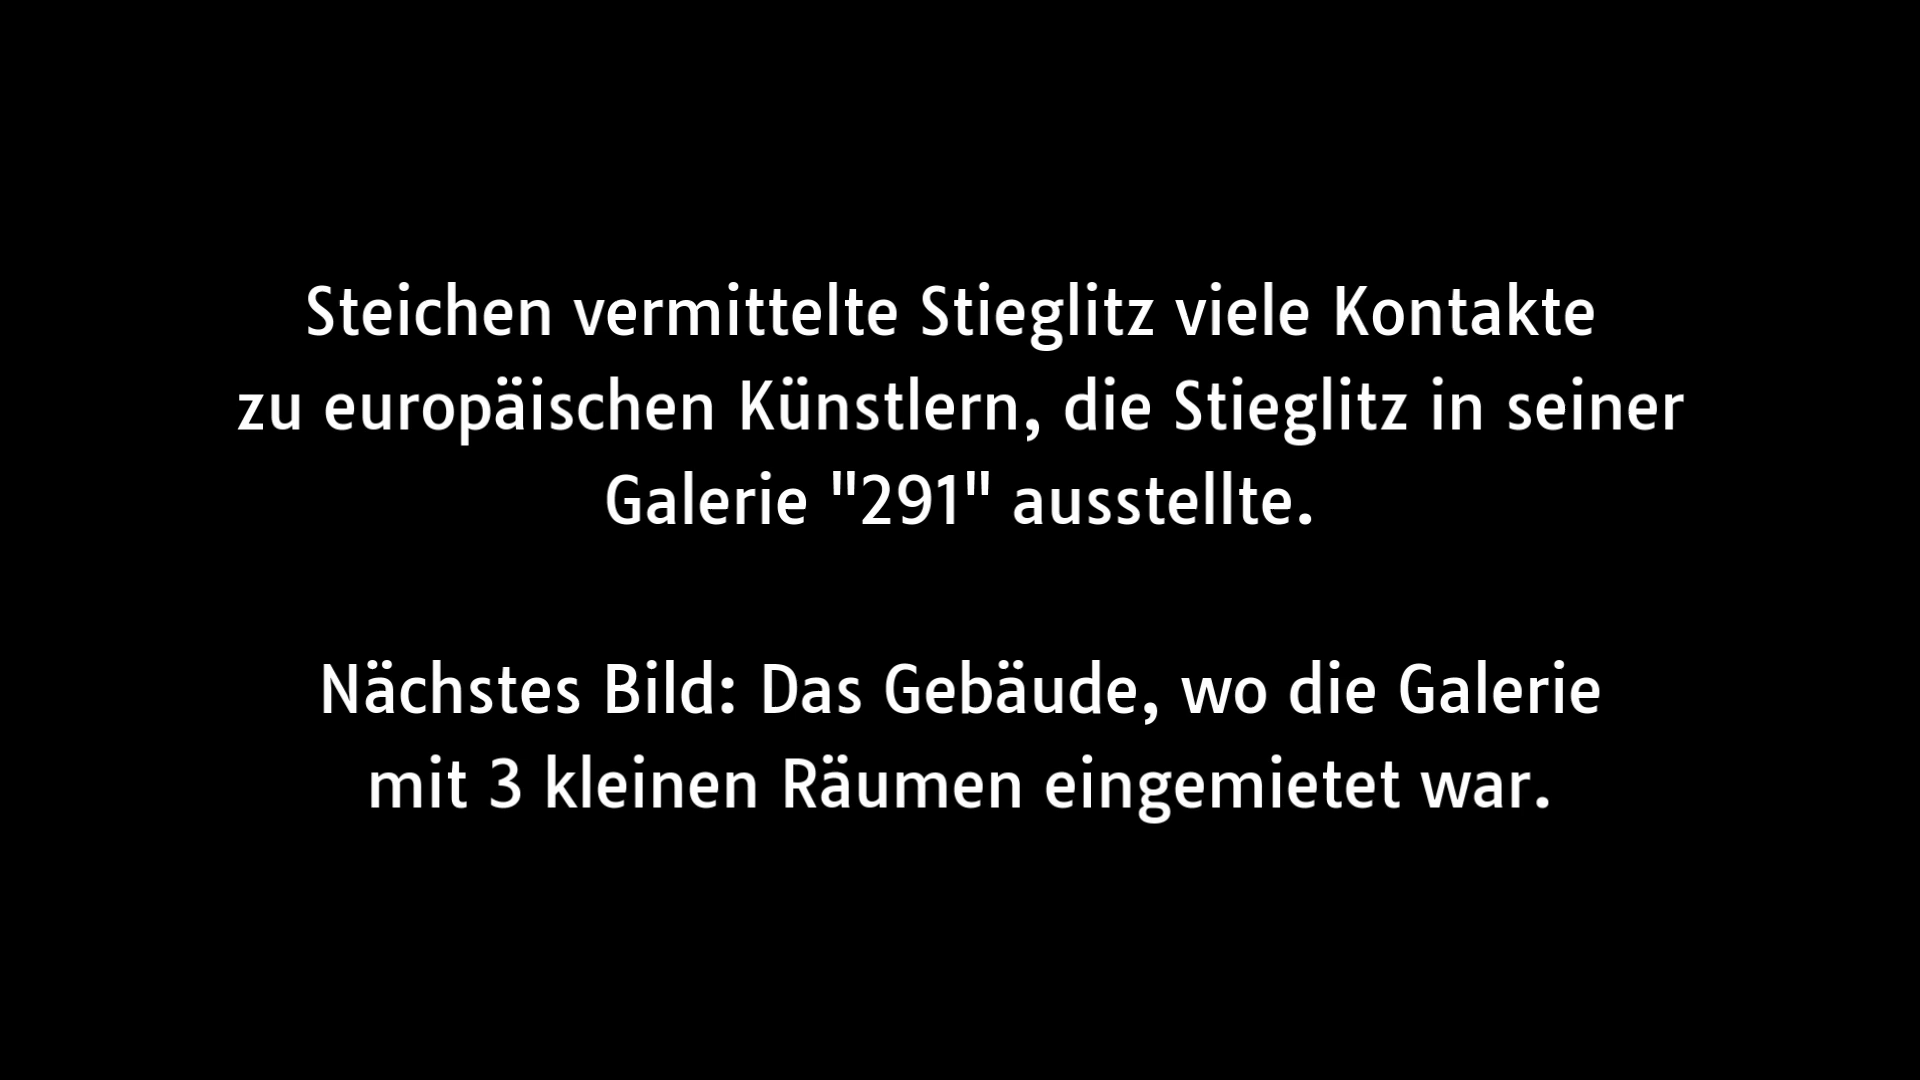 Steichen vermittelte Stieglitz viele Kontakte
zu europäischen Künstlern, die Stieglitz in seiner
Galerie "291" ausstellte.
Nächstes Bild: Das Gebäude, wo die Galerie
mit 3 kleinen Räumen eingemietet war.